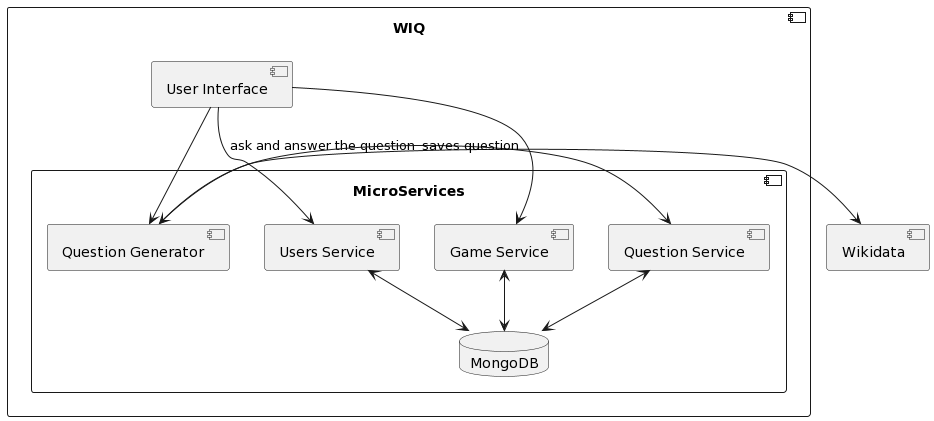 WIQ
User Interface
ask and answer the question  saves question
MicroServices
Question Generator
Users Service
Game Service
Question Service
Wikidata
MongoDB